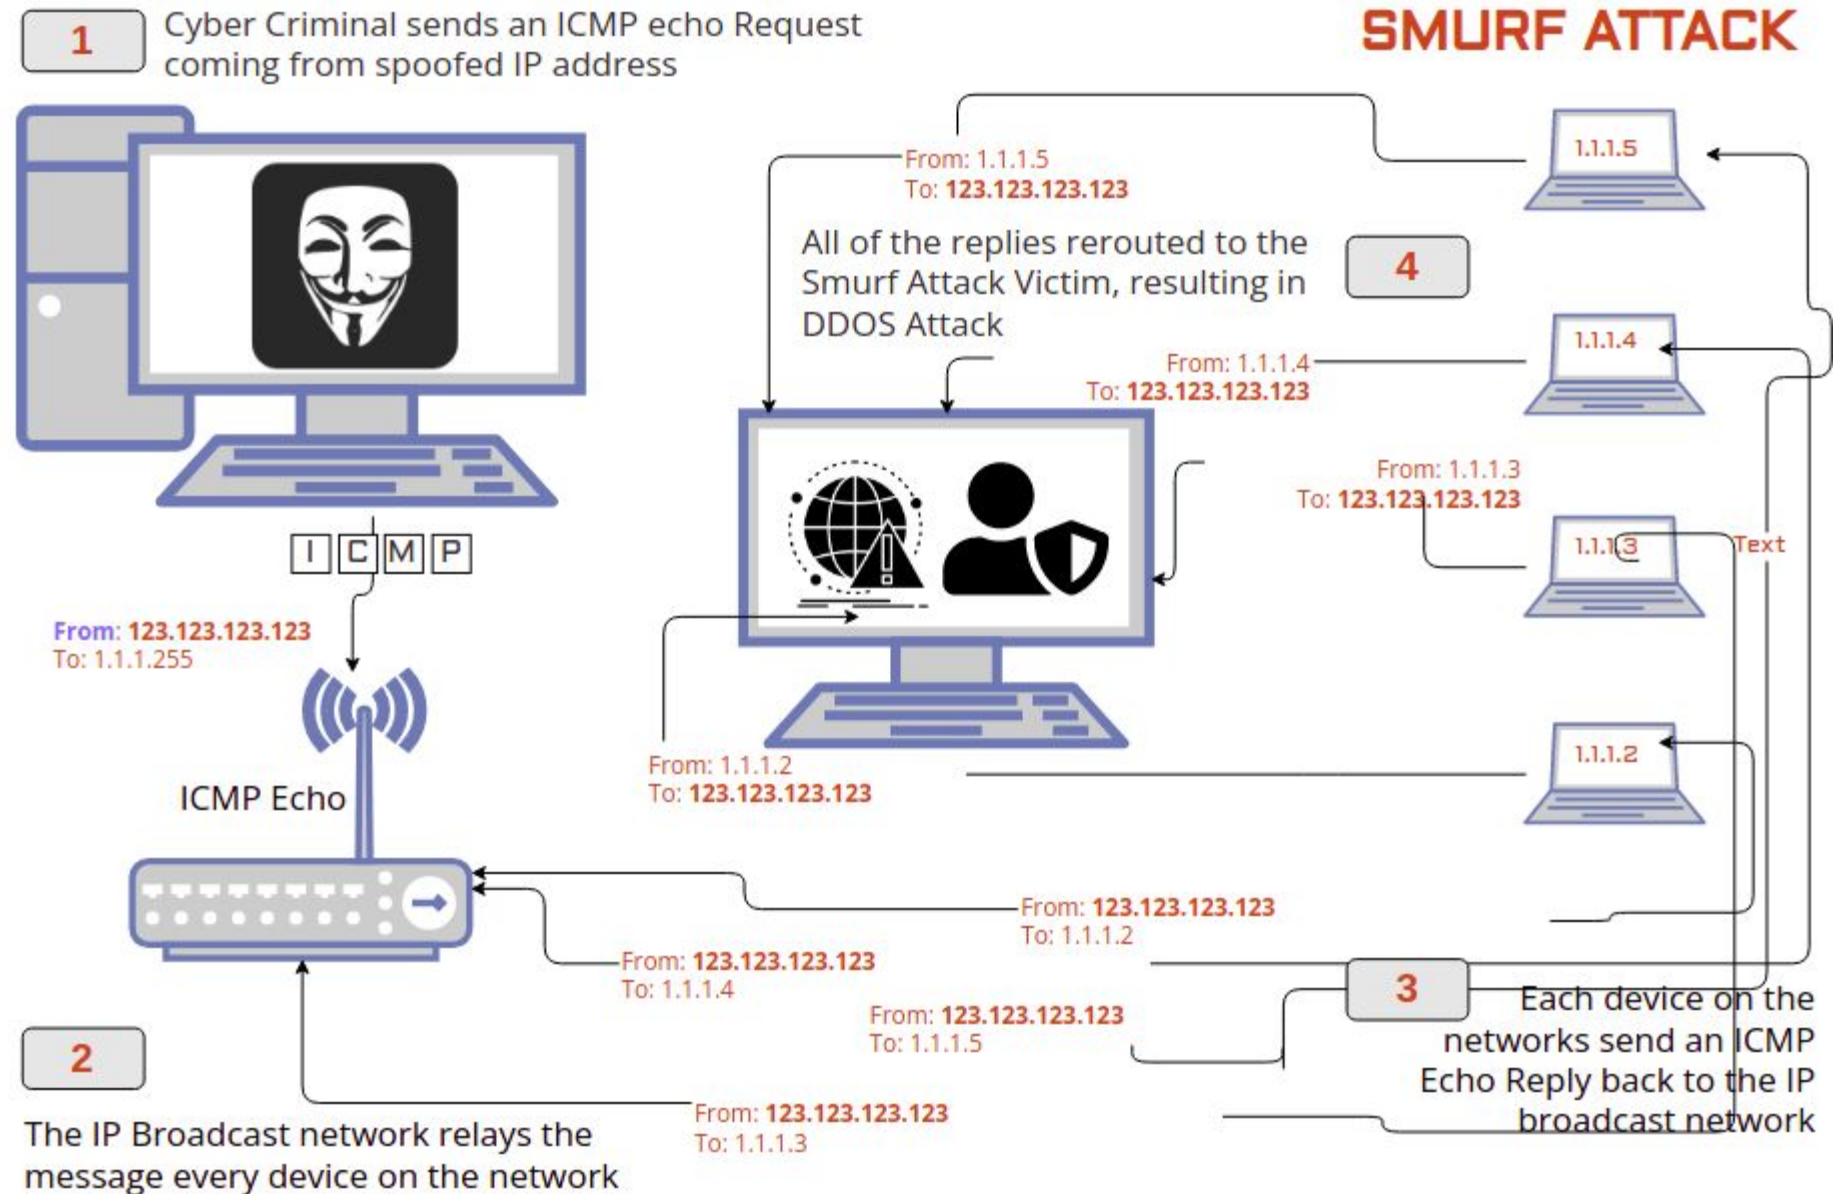 SMURF ATTACK
1
Cyber Criminal sends an ICMP echo Request
coming from spoofed IP address
From: 1.1.1.5
To: 123.123.123.123
1.1.1.5
All of the replies rerouted to the
Smurf Attack Victim, resulting in
DDOS Attack
4
From: 1.1.1.4
To: 123.123.123.123
1.1.1.4
From: 1.1.1.3
To: 123.123.123.123
1.1.1.3
Text
I C M P
From: 123.123.123.123
To: 1.1.1.255
From: 1.1.1.2
To: 123.123.123.123
1.1.1.2
ICMP Echo
From: 123.123.123.123
To: 1.1.1.2
From: 123.123.123.123
To: 1.1.1.4
From: 123.123.123.123
To: 1.1.1.5
3
Each device on the
networks send an ICMP
Echo Reply back to the IP
broadcast network
2
The IP Broadcast network relays the
message every device on the network
From: 123.123.123.123
To: 1.1.1.3